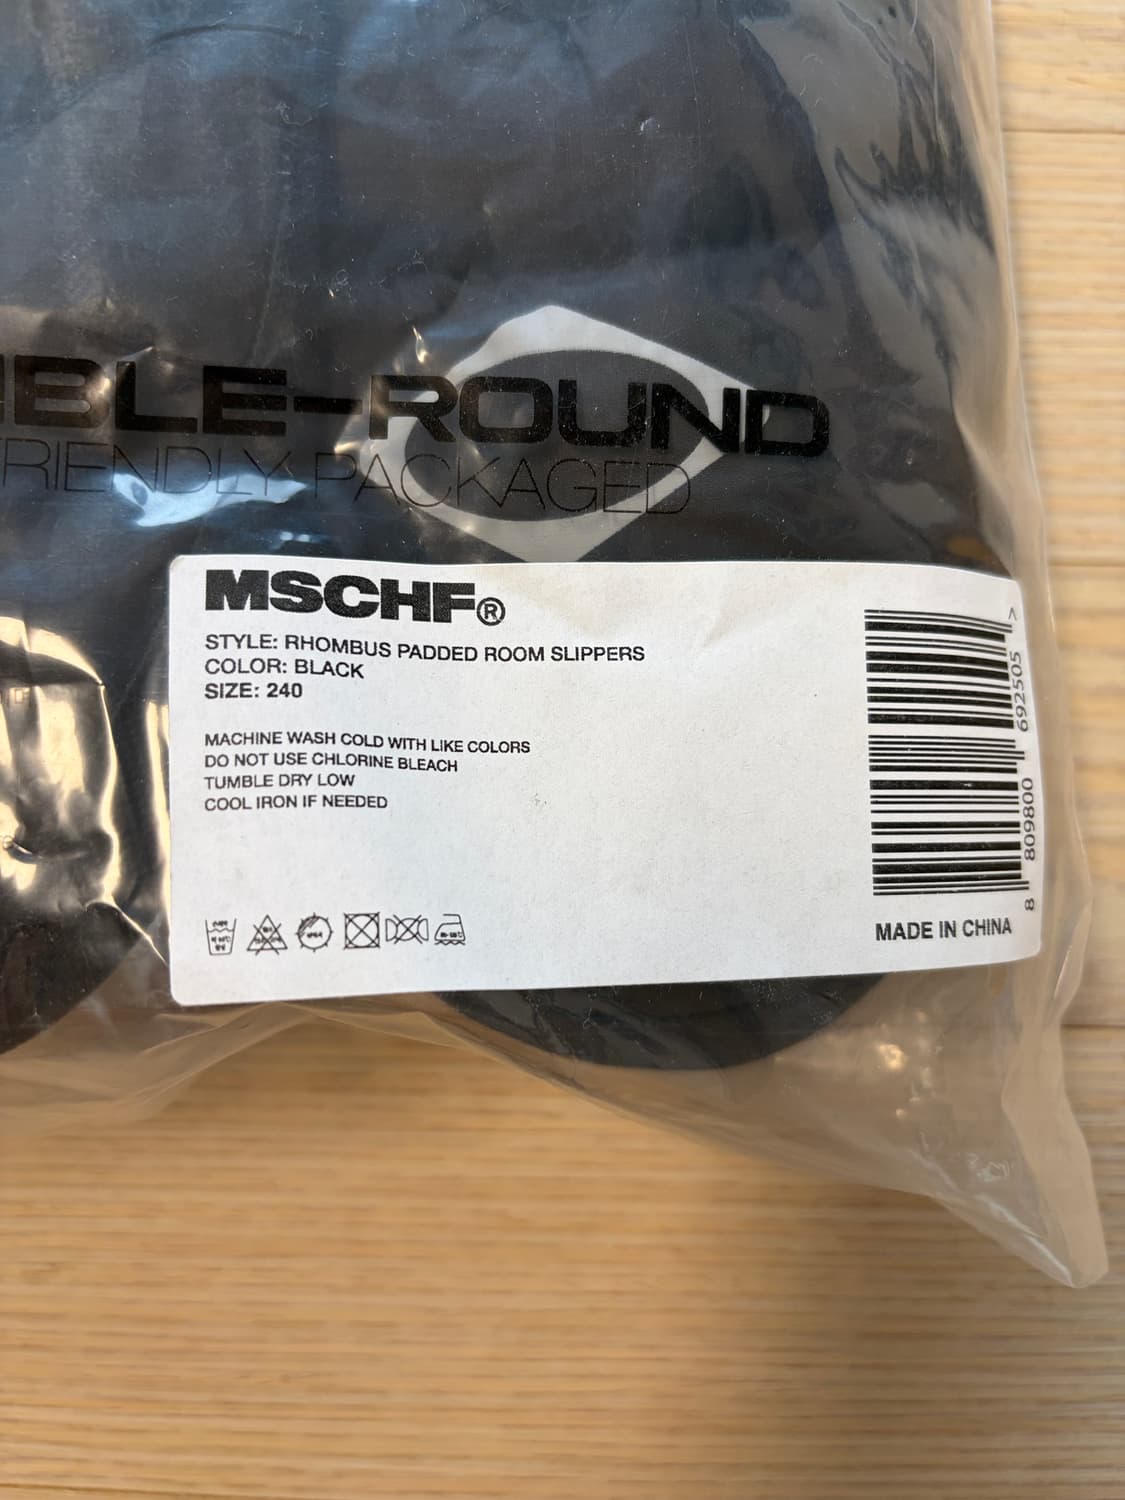 BLE-ROUND
RIENDLY PACKAGED
MSCHF®
STYLE: RHOMBUS PADDED ROOM SLIPPERS
COLOR: BLACK
SIZE: 240
MACHINE WASH COLD WITH LIKE COLORS
DO NOT USE CHLORINE BLEACH
TUMBLE DRY LOW
COOL IRON IF NEEDED
8 809800 692505 >
MADE IN CHINA